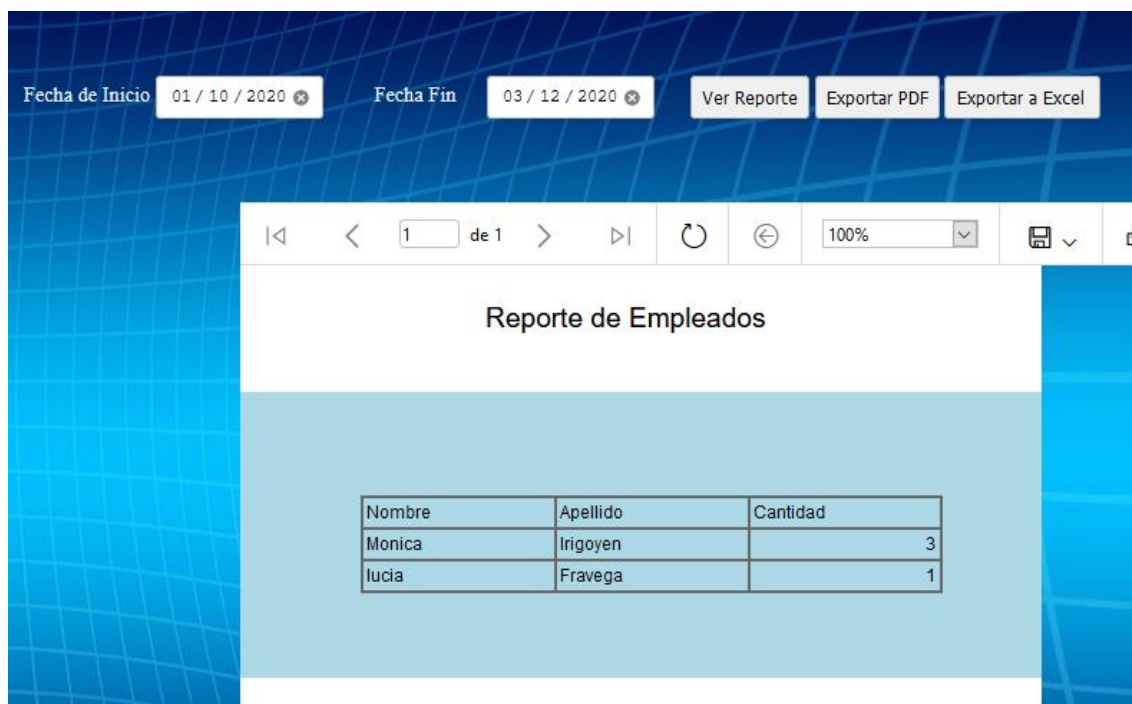 Fecha de Inicio 01 / 10 / 2020 Fecha Fin 03 / 12 / 2020 Ver Reporte Exportar PDF Exportar a Excel
1 de 1 100%
Reporte de Empleados
Nombre Apellido Cantidad
Monica Irigoyen 3
lucia Fravega 1